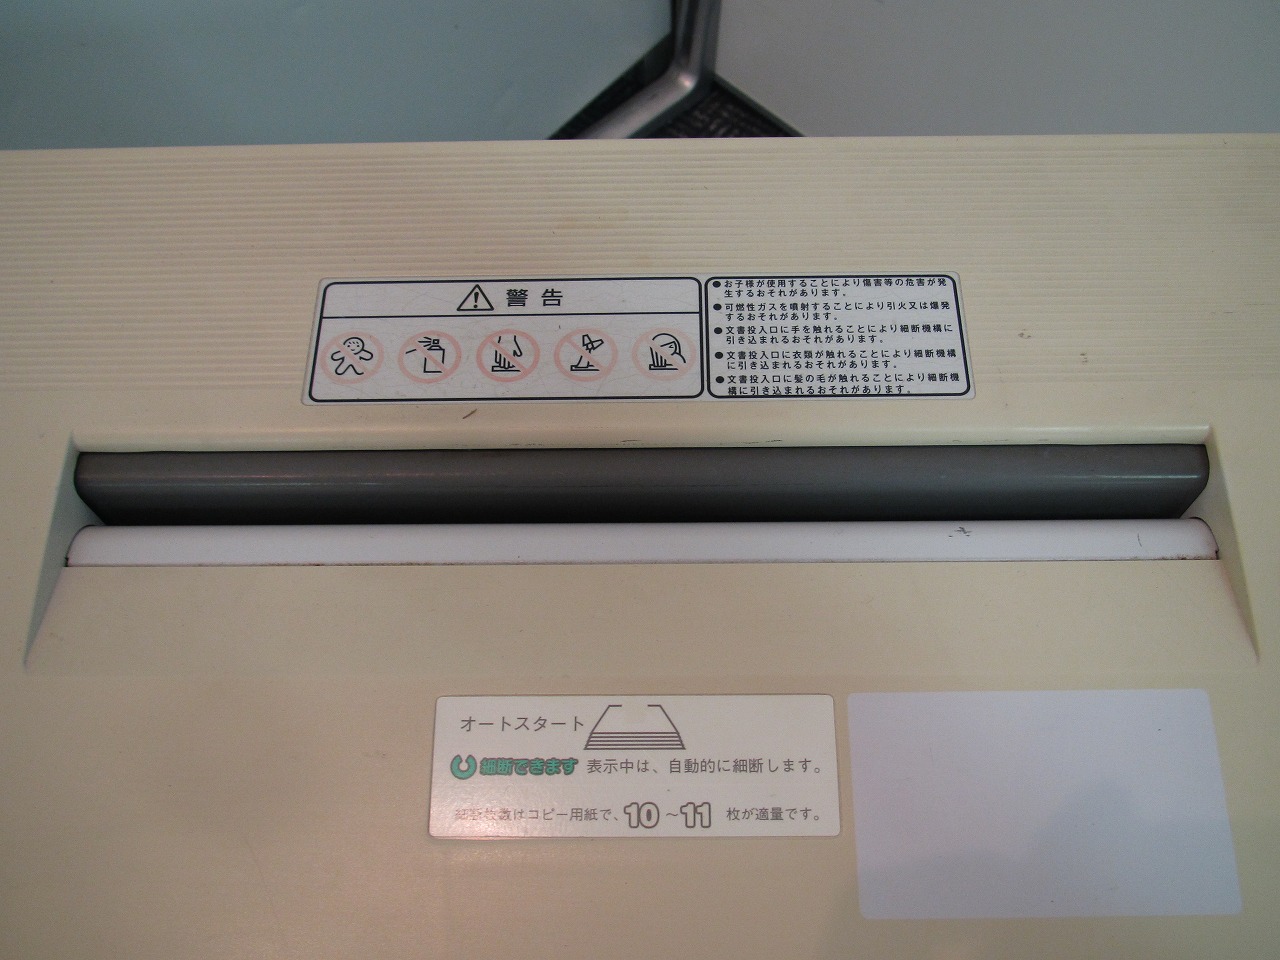 警告
●お子様が使用することにより傷害等の危害が発
生するおそれがあります。
●可燃性ガスを噴射することにより引火又は爆発
するおそれがあります。
●文書投入口に手を触れることにより細断機構に
引き込まれるおそれがあります。
●文書投入口に衣類が触れることにより細断機構
に引き込まれるおそれがあります。
●文書投入口に髪の毛が触れることにより細断機
構に引き込まれるおそれがあります。
オートスタート
細断できます 表示中は、自動的に細断します。
細断枚数はコピー用紙で、10～11 枚が適量です。